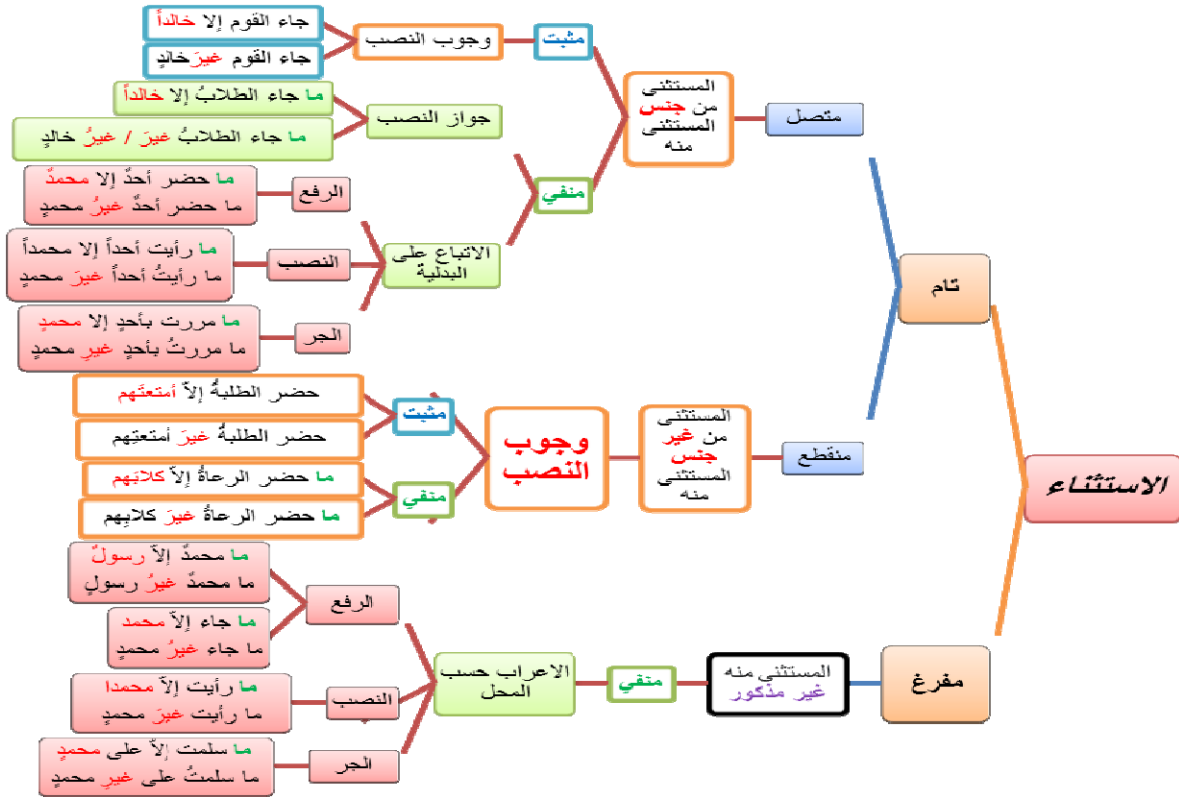 الاستثناء
تام
متصل
المستثنى
من جنس
المستثنى
منه
مثبت
وجوب النصب
جاء القوم إلا خالداً
جاء القوم غيرَ خالدٍ
منفي
جواز النصب
ما جاء الطلابُ إلا خالداً
ما جاء الطلابُ غيرَ / غيرُ خالدٍ
الاتباع على
البدلية
الرفع
ما حضر أحدٌ إلا محمدٌ
ما حضر أحدٌ غيرُ محمدٍ
النصب
ما رأيت أحداً إلا محمداً
ما رأيتُ أحداً غيرَ محمدٍ
الجر
ما مررت بأحدٍ إلا محمدٍ
ما مررتُ بأحدٍ غيرِ محمدٍ
منقطع
المستثنى
من غير
جنس
المستثنى
منه
وجوب
النصب
مثبت
حضر الطلبةُ إلاّ أمتعتَهم
حضر الطلبةُ غيرَ أمتعتِهم
منفي
ما حضر الرعاةُ إلاّ كلابَهم
ما حضر الرعاةُ غيرَ كلابِهم
مفرغ
المستثنى منه
غير مذكور
منفي
الاعراب حسب
المحل
الرفع
ما محمدٌ إلاّ رسولٌ
ما محمدٌ غيرُ رسولٍ
ما جاء إلاّ محمد
ما جاء غيرُ محمدٍ
النصب
ما رأيت إلاّ محمدا
ما رأيت غيرَ محمدٍ
الجر
ما سلمت إلاّ على محمدٍ
ما سلمتُ على غيرِ محمدٍ